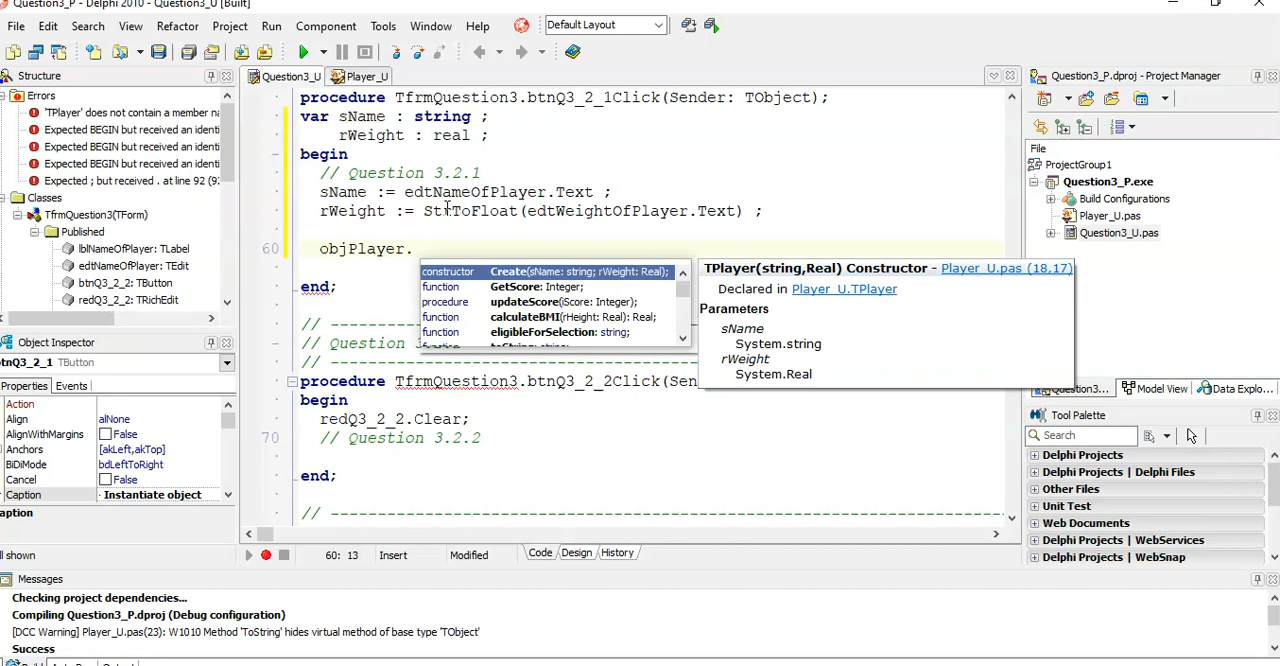 Question3_P - Delphi 2010 - Question3_U [Built]
File Edit Search View Refactor Project Run Component Tools Window Help Default Layout
Structure
Errors
'TPlayer' does not contain a member na
Expected BEGIN but received an identi
Expected BEGIN but received an identi
Expected BEGIN but received an identi
Expected ; but received . at line 92 (92
Classes
TfrmQuestion3(TForm)
Published
lblNameOfPlayer: TLabel
edtNameOfPlayer: TEdit
btnQ3_2_2: TButton
redQ3_2_2: TRichEdit
Object Inspector
btnQ3_2_1 TButton
Properties Events
Action
Align alNone
AlignWithMargins False
Anchors [akLeft,akTop]
BiDiMode bdLeftToRight
Cancel False
Caption Instantiate object
Caption
All shown
Question3_U Player_U
procedure TfrmQuestion3.btnQ3_2_1Click(Sender: TObject);
var sName : string ;
rWeight : real ;
begin
// Question 3.2.1
sName := edtNameOfPlayer.Text ;
rWeight := StrToFloat(edtWeightOfPlayer.Text) ;
60 objPlayer.
constructor Create(sName: string; rWeight: Real);
function GetScore: Integer;
procedure updateScore(iScore: Integer);
function calculateBMI(rHeight: Real): Real;
function eligibleForSelection: string;
TPlayer(string,Real) Constructor - Player_U.pas (18,17)
Declared in Player_U.TPlayer
Parameters
sName
System.string
rWeight
System.Real
end;
// ----------
// Question 3.
// ----------
procedure TfrmQuestion3.btnQ3_2_2Click(Sen
begin
redQ3_2_2.Clear;
70 // Question 3.2.2
end;
// ----------------------------------------------------------------------
60: 13 Insert Modified Code Design History
Question3_P.dproj - Project Manager
File
ProjectGroup1
Question3_P.exe
Build Configurations
Player_U.pas
Question3_U.pas
Question3... Model View Data Explo...
Tool Palette
Search
Delphi Projects
Delphi Projects | Delphi Files
Other Files
Unit Test
Web Documents
Delphi Projects | WebServices
Delphi Projects | WebSnap
Messages
Checking project dependencies...
Compiling Question3_P.dproj (Debug configuration)
[DCC Warning] Player_U.pas(23): W1010 Method 'ToString' hides virtual method of base type 'TObject'
Success